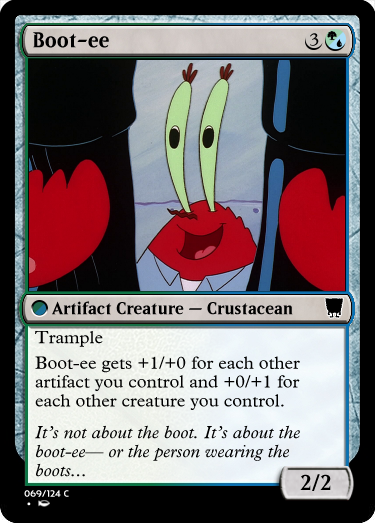 Boot-ee 3
Artifact Creature — Crustacean
Trample
Boot-ee gets +1/+0 for each other
artifact you control and +0/+1 for
each other creature you control.
It's not about the boot. It's about the
boot-ee— or the person wearing the
boots…
2/2
069/124 C